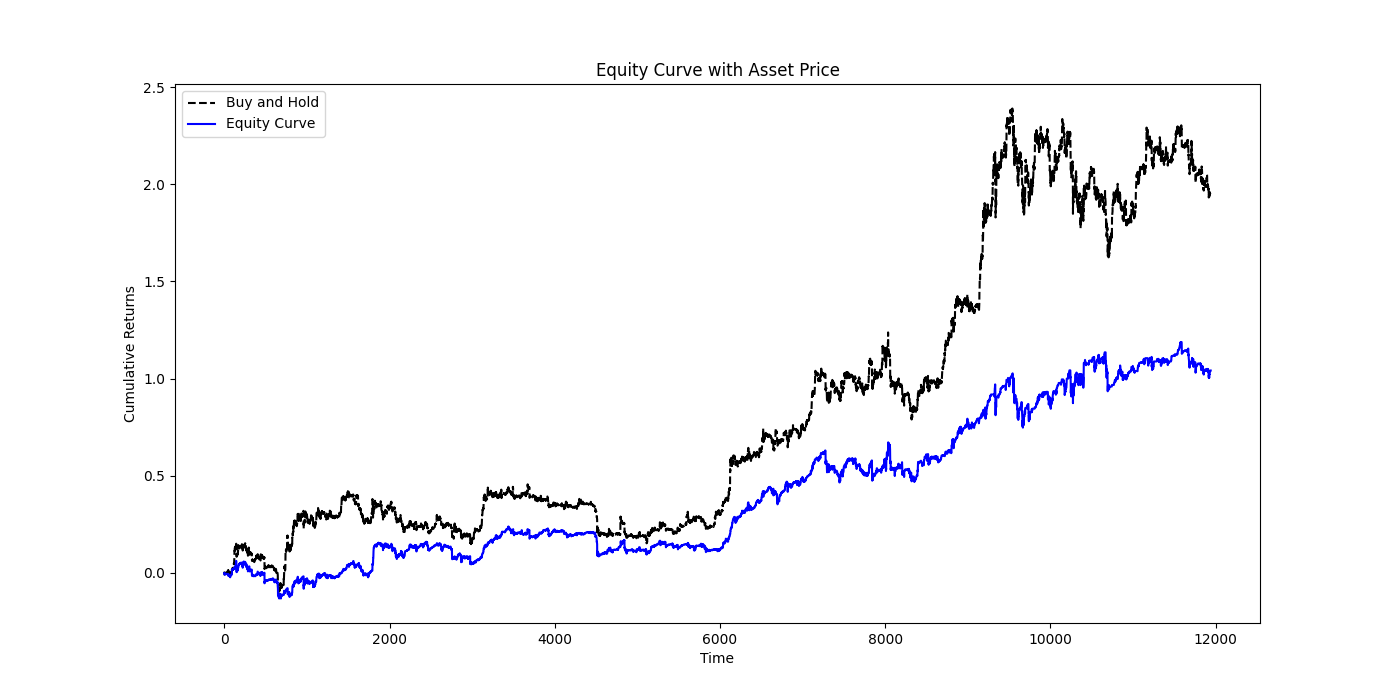 Equity Curve with Asset Price
Buy and Hold
Equity Curve
Cumulative Returns
2.5
2.0
1.5
1.0
0.5
0.0
0 2000 4000 6000 8000 10000 12000
Time